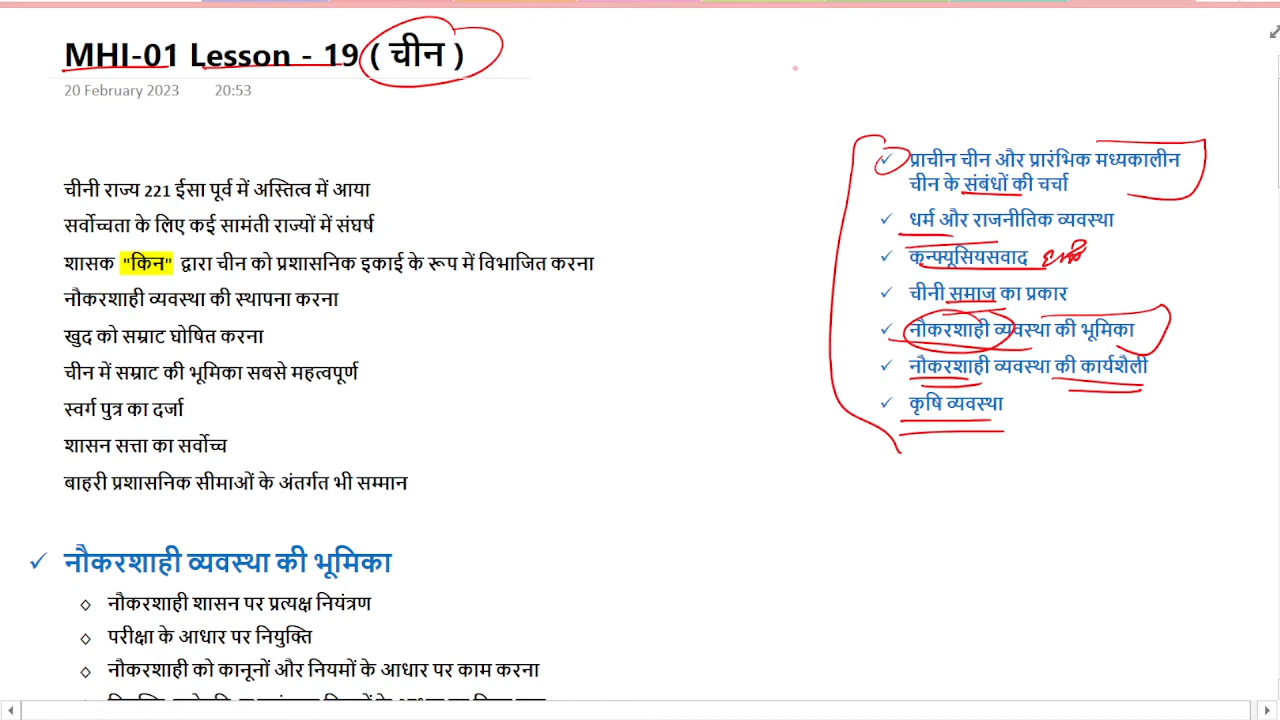 MHI-01 Lesson - 19 ( चीन )
20 February 2023 20:53
चीनी राज्य 221 ईसा पूर्व में अस्तित्व में आया
सर्वोच्चता के लिए कई सामंती राज्यों में संघर्ष
शासक "किन" द्वारा चीन को प्रशासनिक इकाई के रूप में विभाजित करना
नौकरशाही व्यवस्था की स्थापना करना
खुद को सम्राट घोषित करना
चीन में सम्राट की भूमिका सबसे महत्वपूर्ण
स्वर्ग पुत्र का दर्जा
शासन सत्ता का सर्वोच्च
बाहरी प्रशासनिक सीमाओं के अंतर्गत भी सम्मान
✓ नौकरशाही व्यवस्था की भूमिका
◇ नौकरशाही शासन पर प्रत्यक्ष नियंत्रण
◇ परीक्षा के आधार पर नियुक्ति
◇ नौकरशाही को कानूनों और नियमों के आधार पर काम करना
✓ प्राचीन चीन और प्रारंभिक मध्यकालीन
चीन के संबंधों की चर्चा
✓ धर्म और राजनीतिक व्यवस्था
✓ कन्फ्यूसियसवाद
✓ चीनी समाज का प्रकार
✓ नौकरशाही व्यवस्था की भूमिका
✓ नौकरशाही व्यवस्था की कार्यशैली
✓ कृषि व्यवस्था